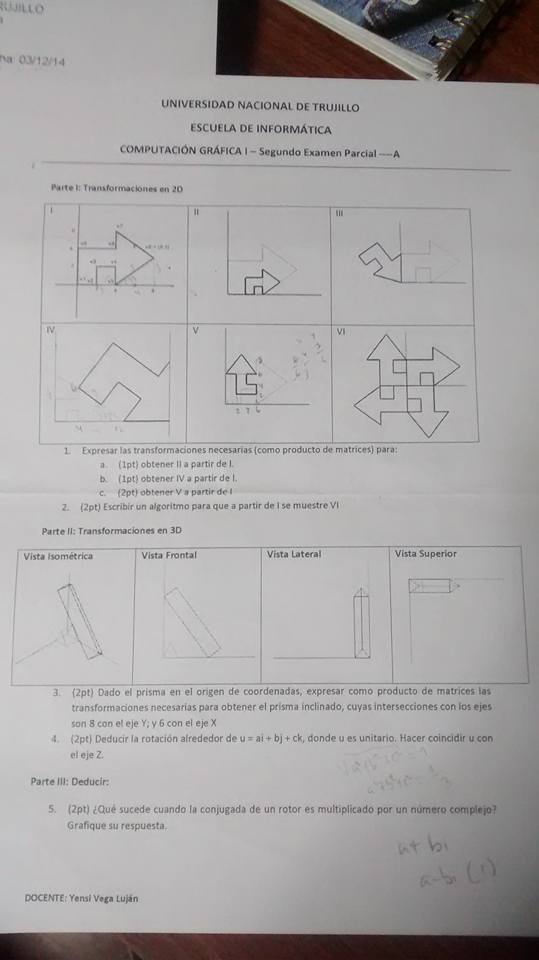 RUJILLO
ha 03/12/14
UNIVERSIDAD NACIONAL DE TRUJILLO
ESCUELA DE INFORMÁTICA
COMPUTACIÓN GRÁFICA I – Segundo Examen Parcial ----A
Parte I: Transformaciones en 2D
I
II
III
IV
V
VI
1. Expresar las transformaciones necesarias (como producto de matrices) para:
a. (1pt) obtener II a partir de I.
b. (1pt) obtener IV a partir de I.
c. (2pt) obtener V a partir de I
2. (2pt) Escribir un algoritmo para que a partir de I se muestre VI
Parte II: Transformaciones en 3D
Vista Isométrica
Vista Frontal
Vista Lateral
Vista Superior
3. (2pt) Dado el prisma en el origen de coordenadas, expresar como producto de matrices las
transformaciones necesarias para obtener el prisma inclinado, cuyas intersecciones con los ejes
son 8 con el eje Y; y 6 con el eje X
4. (2pt) Deducir la rotación alrededor de u = ai + bj + ck, donde u es unitario. Hacer coincidir u con
el eje Z.
Parte III: Deducir:
5. (2pt) ¿Qué sucede cuando la conjugada de un rotor es multiplicado por un número complejo?
Grafique su respuesta.
a+ bi
a-bi (1)
DOCENTE: Yensi Vega Luján